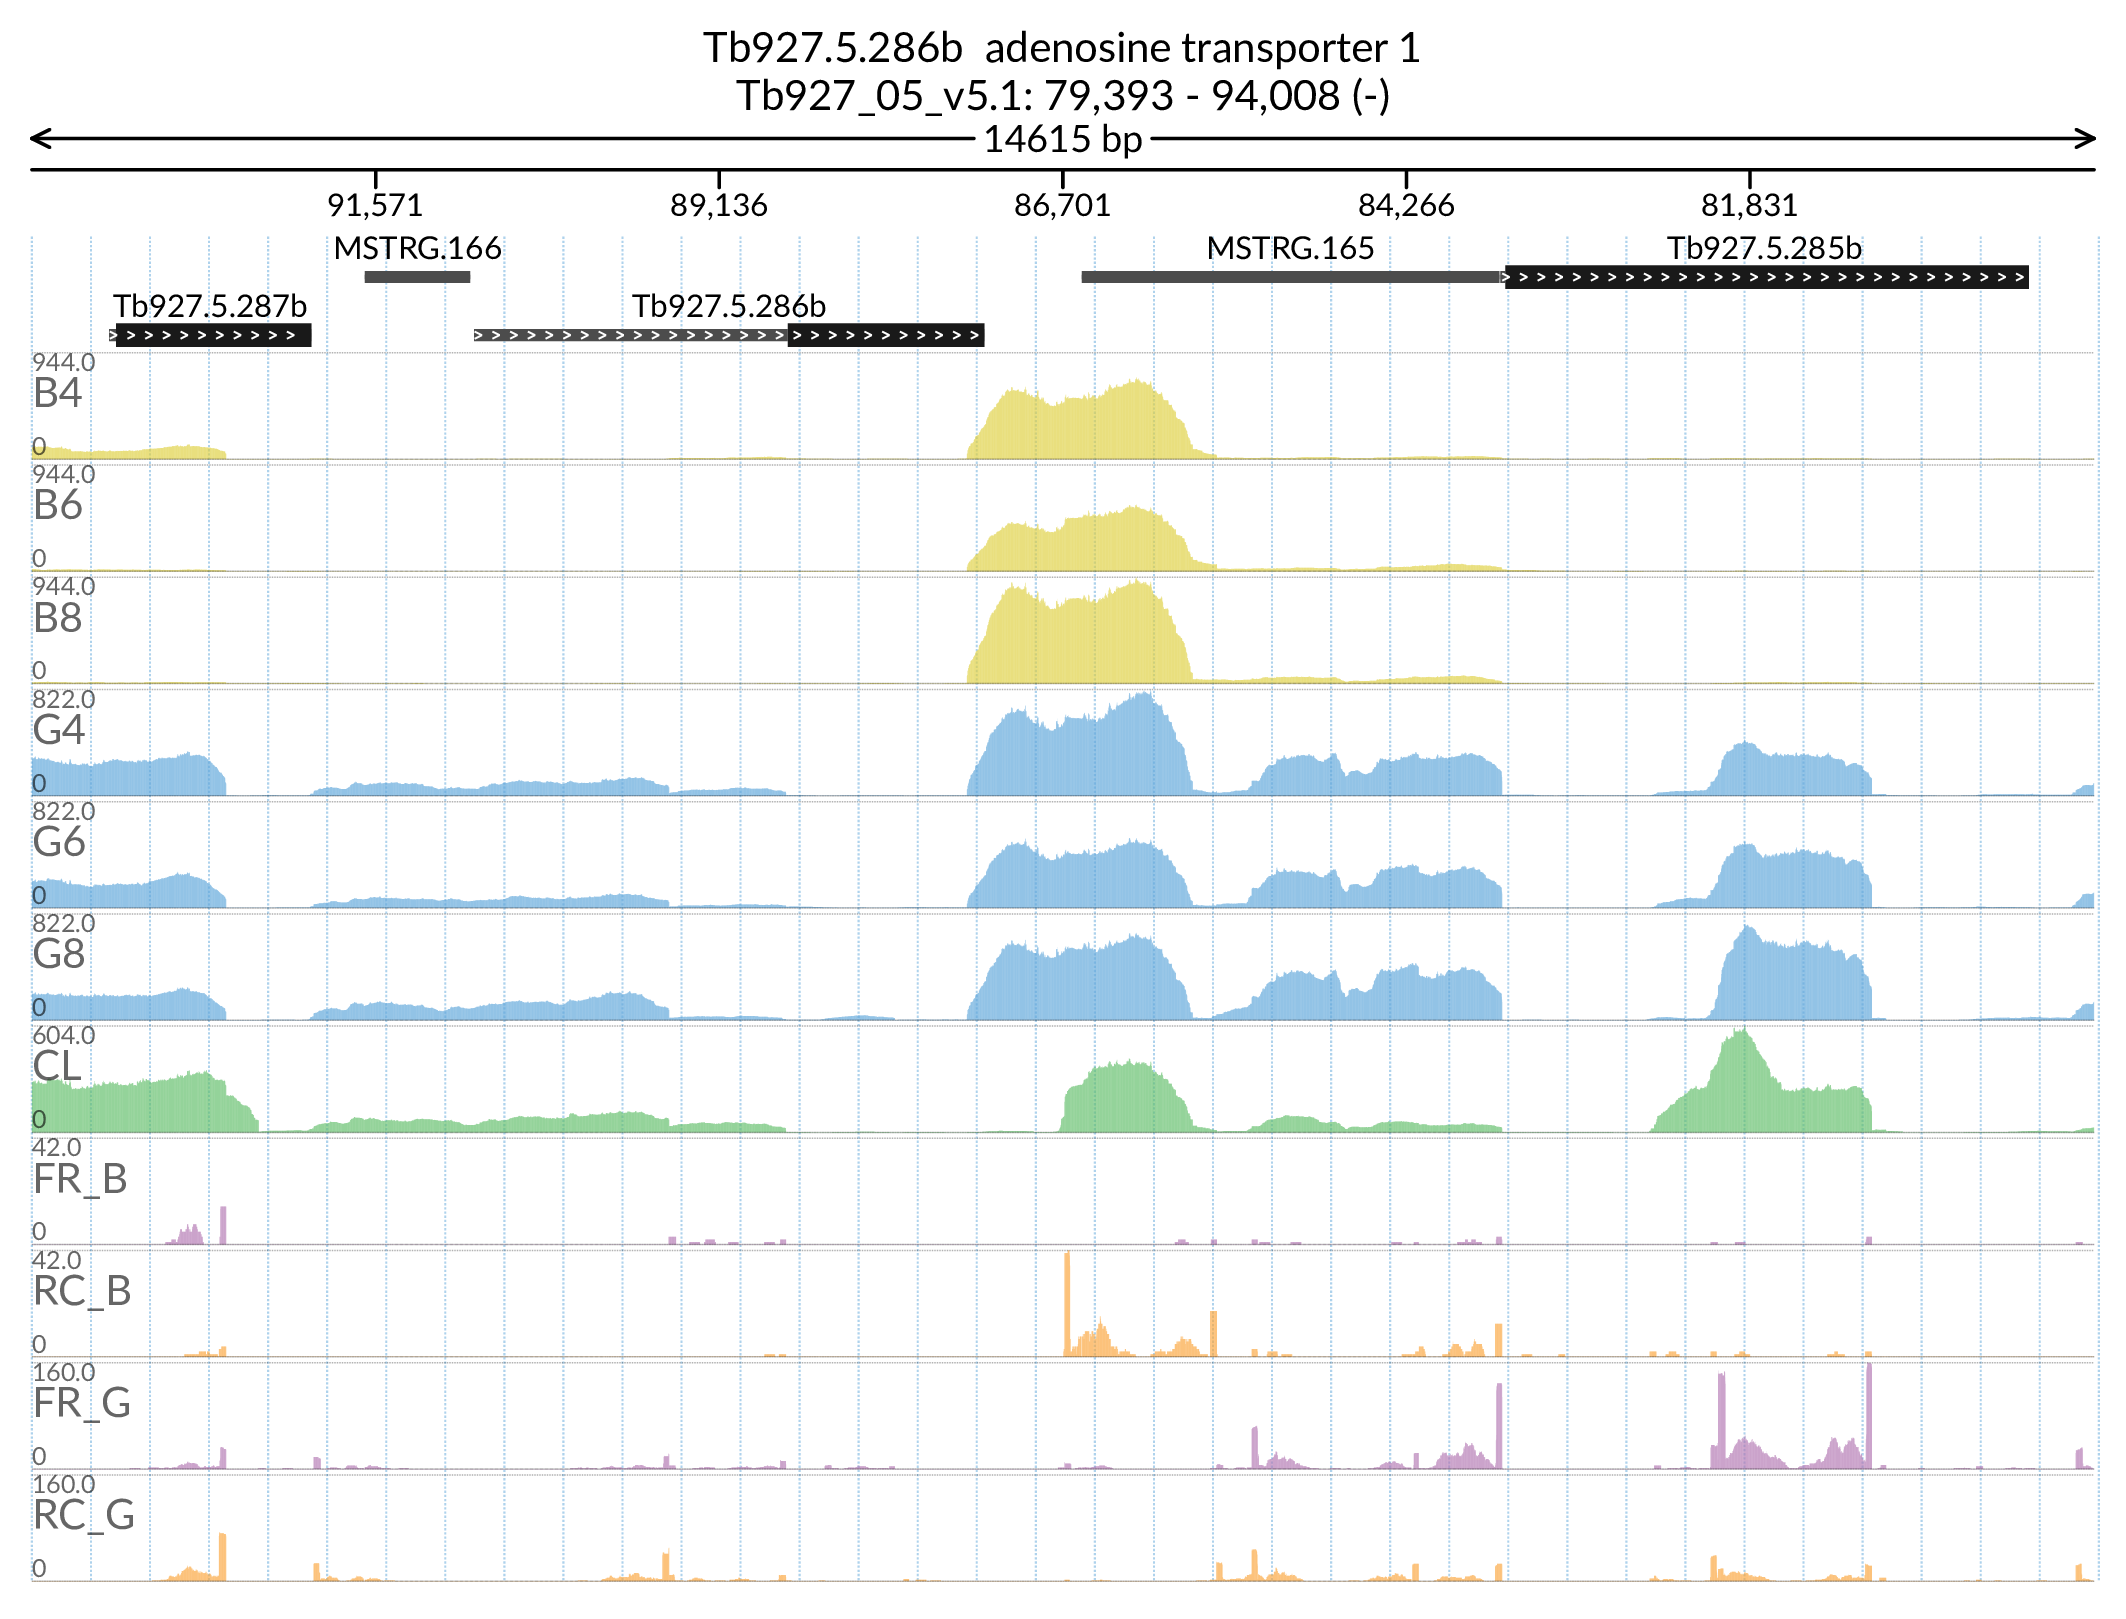 Tb927.5.286b  adenosine transporter 1
Tb927_05_v5.1: 79,393 - 94,008 (-)
14615 bp
91,571 89,136 86,701 84,266 81,831
MSTRG.166 MSTRG.165 Tb927.5.285b
Tb927.5.287b Tb927.5.286b
944.0
B4
0
944.0
B6
0
944.0
B8
0
822.0
G4
0
822.0
G6
0
822.0
G8
0
604.0
CL
0
42.0
FR_B
0
42.0
RC_B
0
160.0
FR_G
0
160.0
RC_G
0